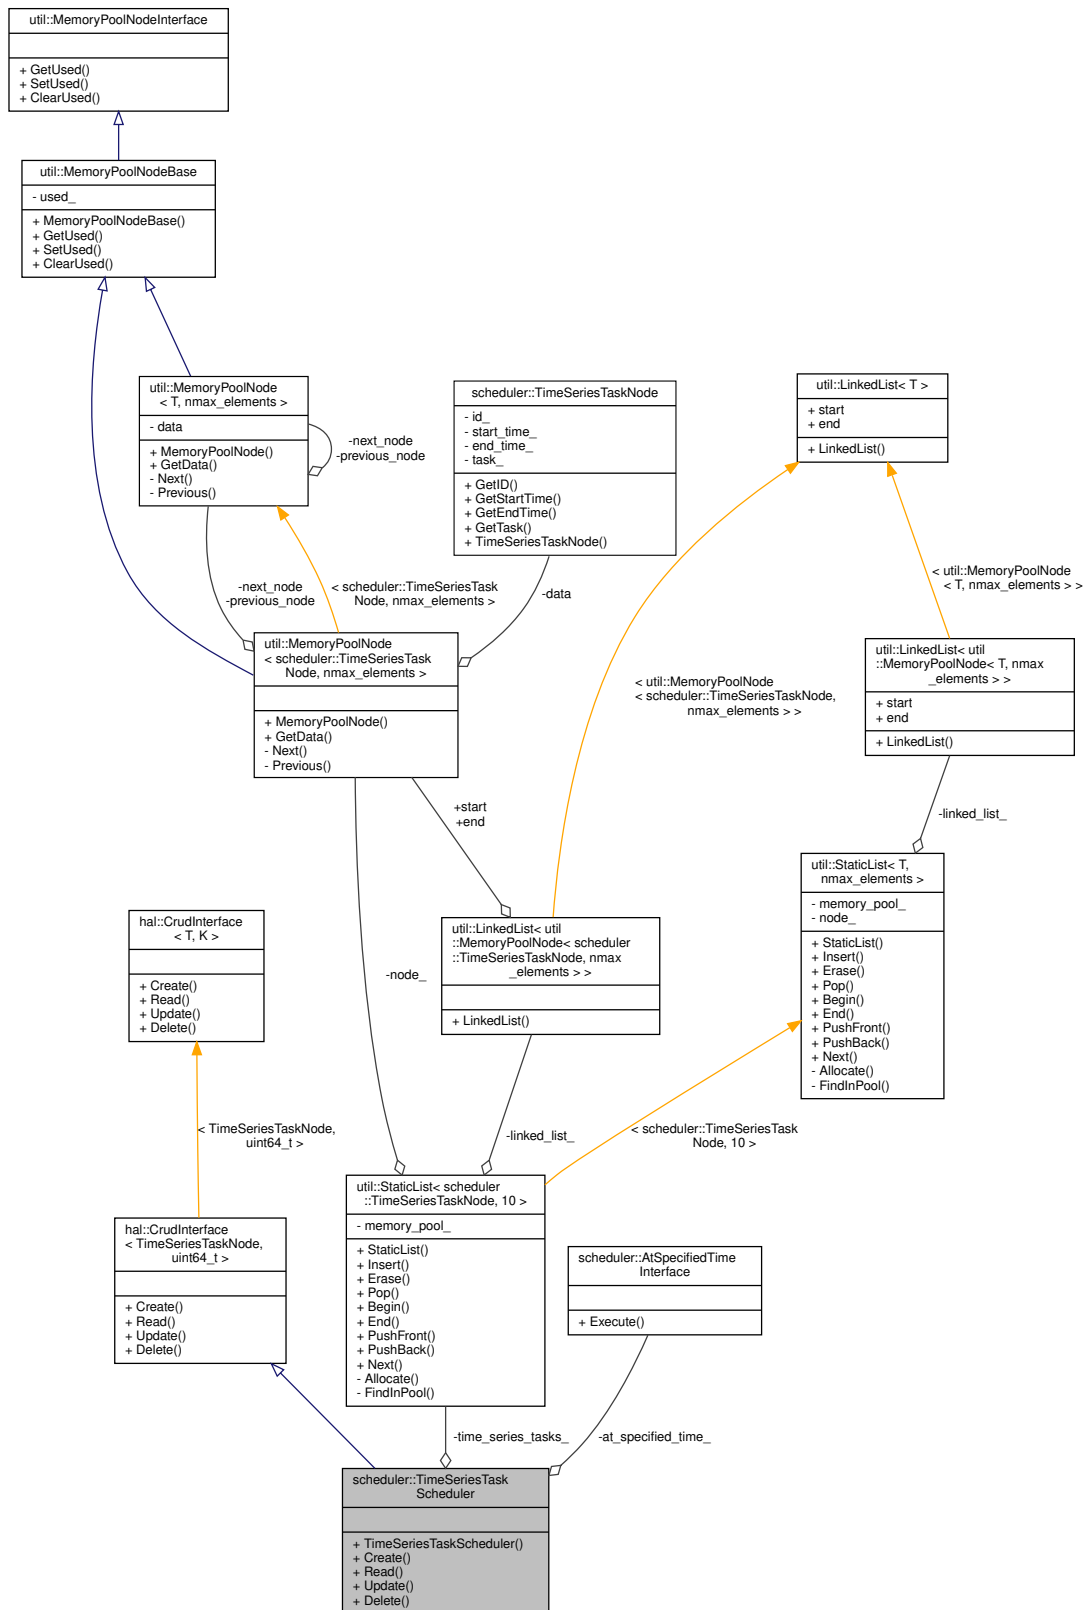 util::MemoryPoolNodeInterface
+ GetUsed()
+ SetUsed()
+ ClearUsed()
util::MemoryPoolNodeBase
- used_
+ MemoryPoolNodeBase()
+ GetUsed()
+ SetUsed()
+ ClearUsed()
util::MemoryPoolNode
< T, nmax_elements >
- data
+ MemoryPoolNode()
+ GetData()
- Next()
- Previous()
-next_node
-previous_node
scheduler::TimeSeriesTaskNode
- id_
- start_time_
- end_time_
- task_
+ GetID()
+ GetStartTime()
+ GetEndTime()
+ GetTask()
+ TimeSeriesTaskNode()
util::LinkedList< T >
+ start
+ end
+ LinkedList()
-next_node
-previous_node
< scheduler::TimeSeriesTask
Node, nmax_elements >
-data
< util::MemoryPoolNode
< T, nmax_elements > >
util::MemoryPoolNode
< scheduler::TimeSeriesTask
Node, nmax_elements >
+ MemoryPoolNode()
+ GetData()
- Next()
- Previous()
< util::MemoryPoolNode
< scheduler::TimeSeriesTaskNode,
nmax_elements > >
util::LinkedList< util
::MemoryPoolNode< T, nmax
_elements > >
+ start
+ end
+ LinkedList()
+start
+end
-linked_list_
util::StaticList< T,
nmax_elements >
- memory_pool_
- node_
+ StaticList()
+ Insert()
+ Erase()
+ Pop()
+ Begin()
+ End()
+ PushFront()
+ PushBack()
+ Next()
- Allocate()
- FindInPool()
hal::CrudInterface
< T, K >
+ Create()
+ Read()
+ Update()
+ Delete()
-node_
util::LinkedList< util
::MemoryPoolNode< scheduler
::TimeSeriesTaskNode, nmax
_elements > >
+ LinkedList()
< TimeSeriesTaskNode,
uint64_t >
-linked_list_
< scheduler::TimeSeriesTask
Node, 10 >
hal::CrudInterface
< TimeSeriesTaskNode,
uint64_t >
+ Create()
+ Read()
+ Update()
+ Delete()
util::StaticList< scheduler
::TimeSeriesTaskNode, 10 >
- memory_pool_
+ StaticList()
+ Insert()
+ Erase()
+ Pop()
+ Begin()
+ End()
+ PushFront()
+ PushBack()
+ Next()
- Allocate()
- FindInPool()
scheduler::AtSpecifiedTime
Interface
+ Execute()
-time_series_tasks_
-at_specified_time_
scheduler::TimeSeriesTask
Scheduler
+ TimeSeriesTaskScheduler()
+ Create()
+ Read()
+ Update()
+ Delete()